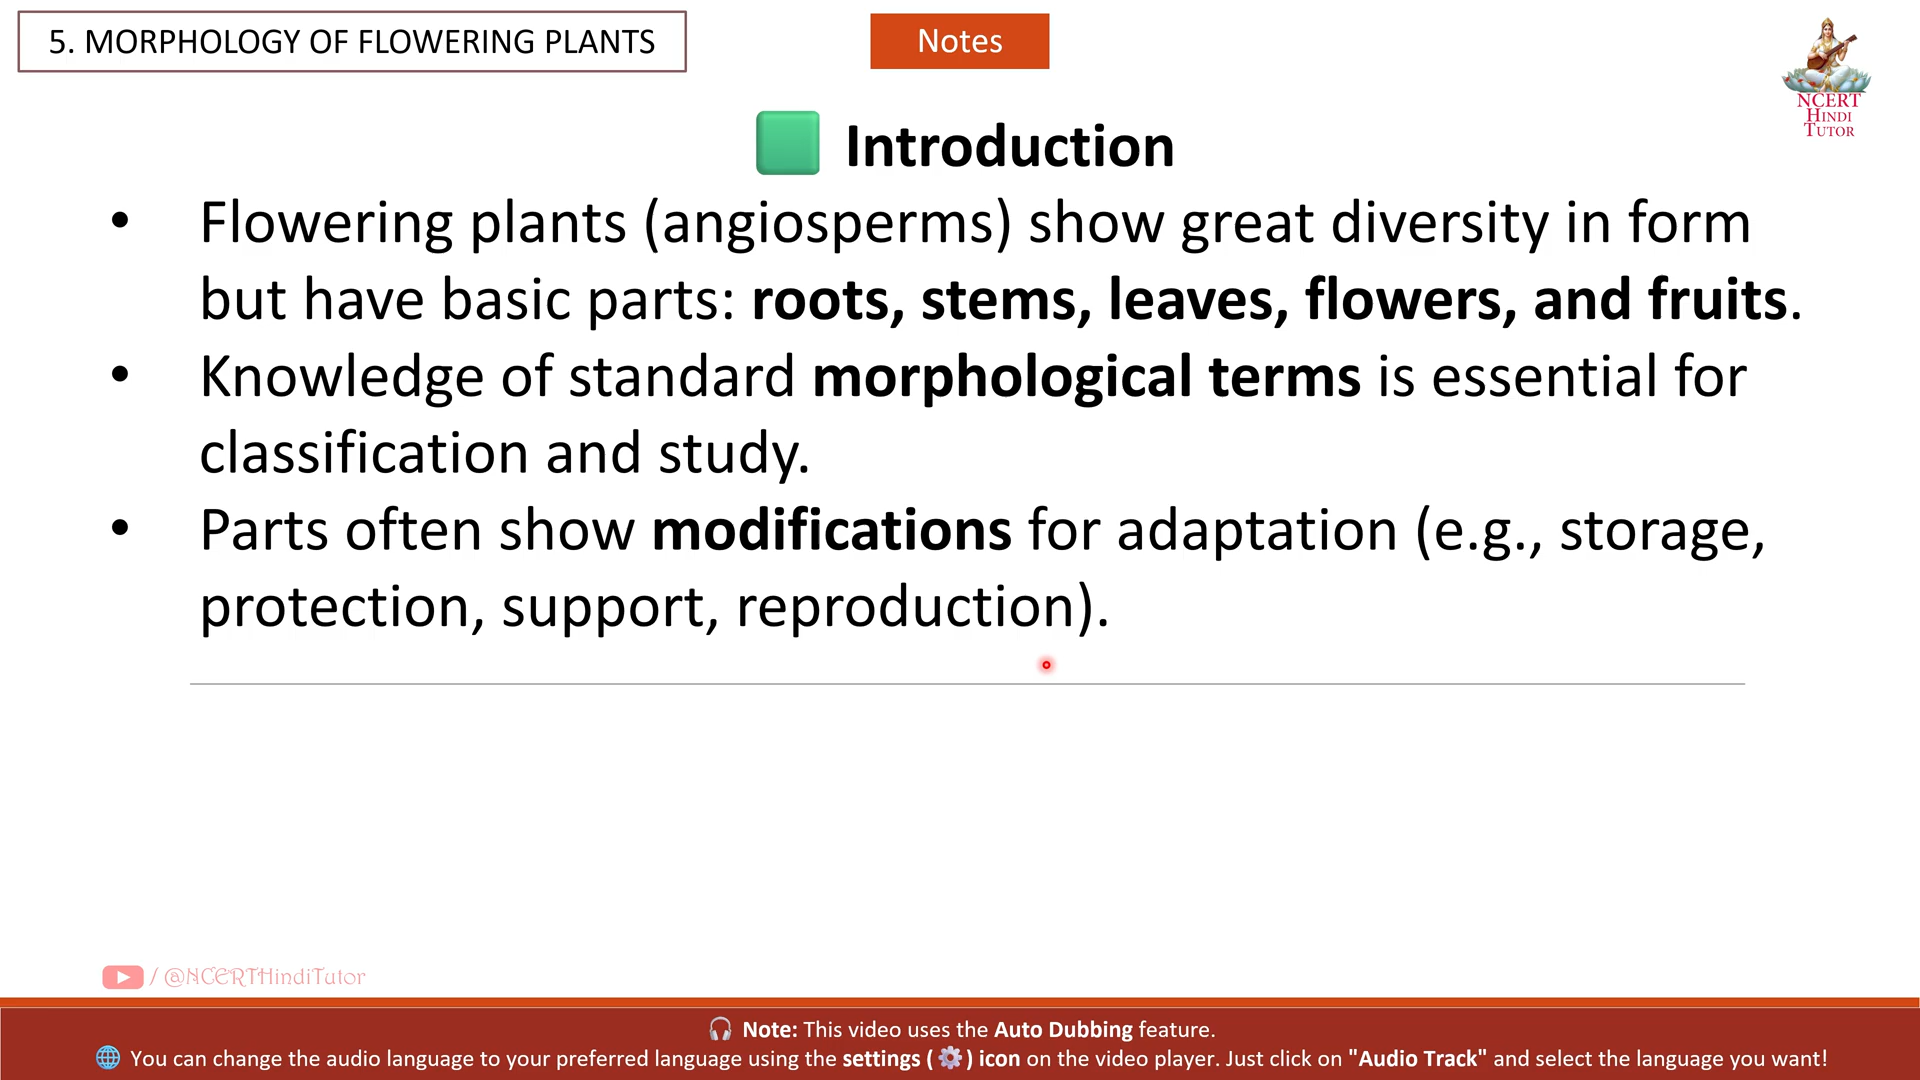 5. MORPHOLOGY OF FLOWERING PLANTS
Notes
NCERT
HINDI
TUTOR
Introduction
• Flowering plants (angiosperms) show great diversity in form
but have basic parts: roots, stems, leaves, flowers, and fruits.
• Knowledge of standard morphological terms is essential for
classification and study.
• Parts often show modifications for adaptation (e.g., storage,
protection, support, reproduction).
/ @NCERTHindiTutor
🎧 Note: This video uses the Auto Dubbing feature.
🌐 You can change the audio language to your preferred language using the settings ( ⚙️ ) icon on the video player. Just click on "Audio Track" and select the language you want!